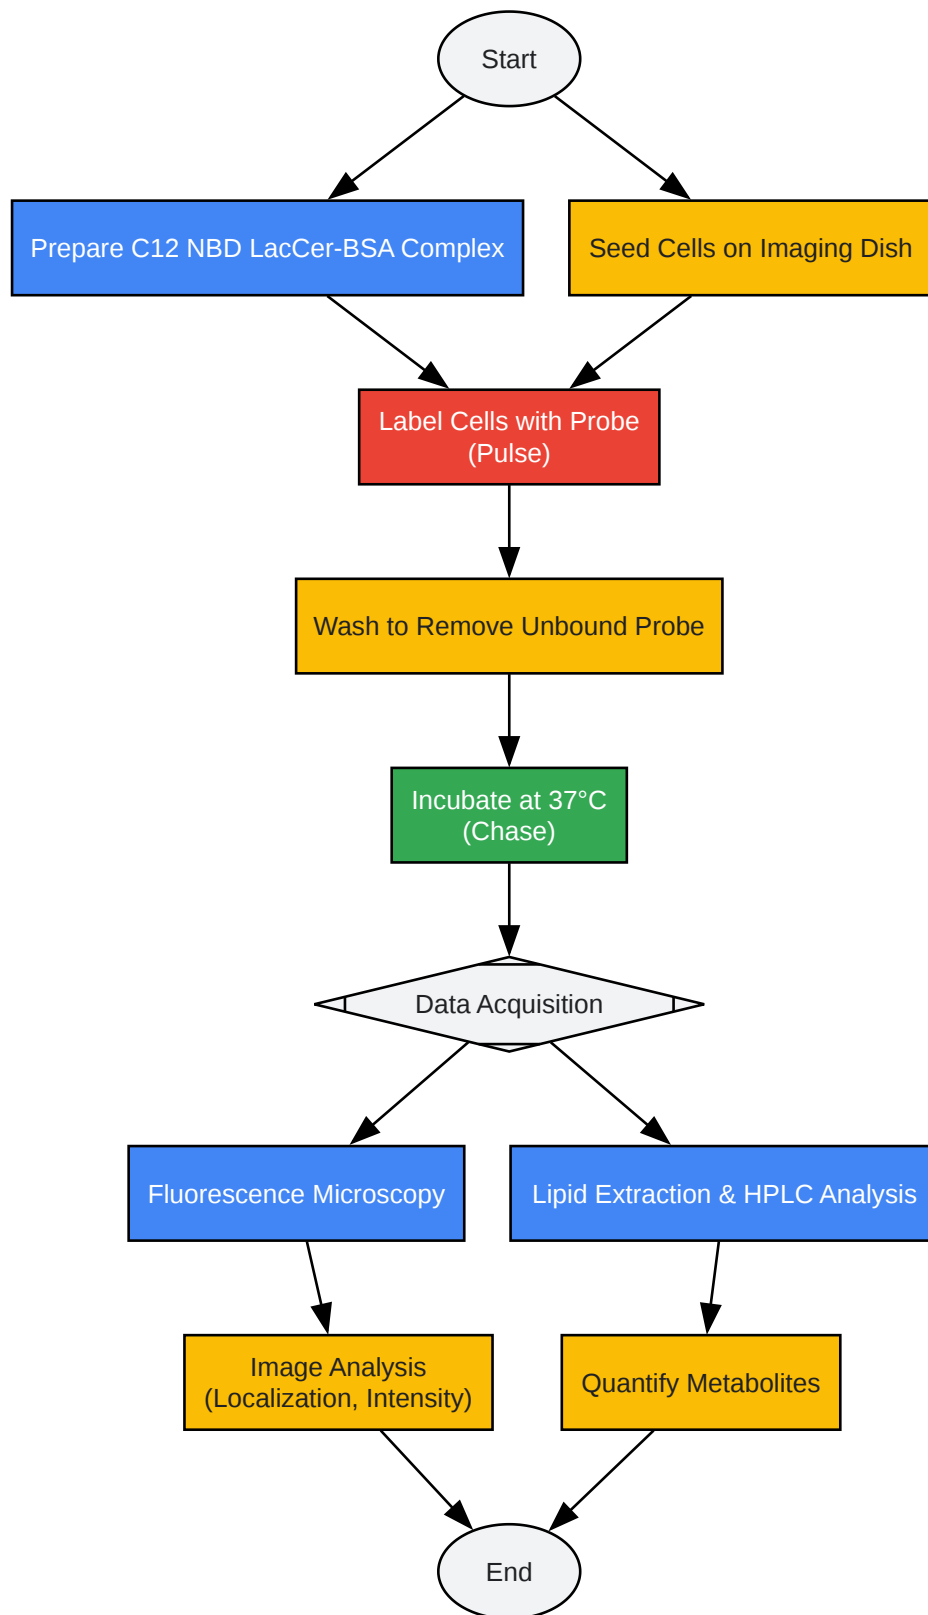 Start
Prepare C12 NBD LacCer-BSA Complex
Seed Cells on Imaging Dish
Label Cells with Probe
(Pulse)
Wash to Remove Unbound Probe
Incubate at 37°C
(Chase)
Data Acquisition
Fluorescence Microscopy
Lipid Extraction & HPLC Analysis
Image Analysis
(Localization, Intensity)
Quantify Metabolites
End